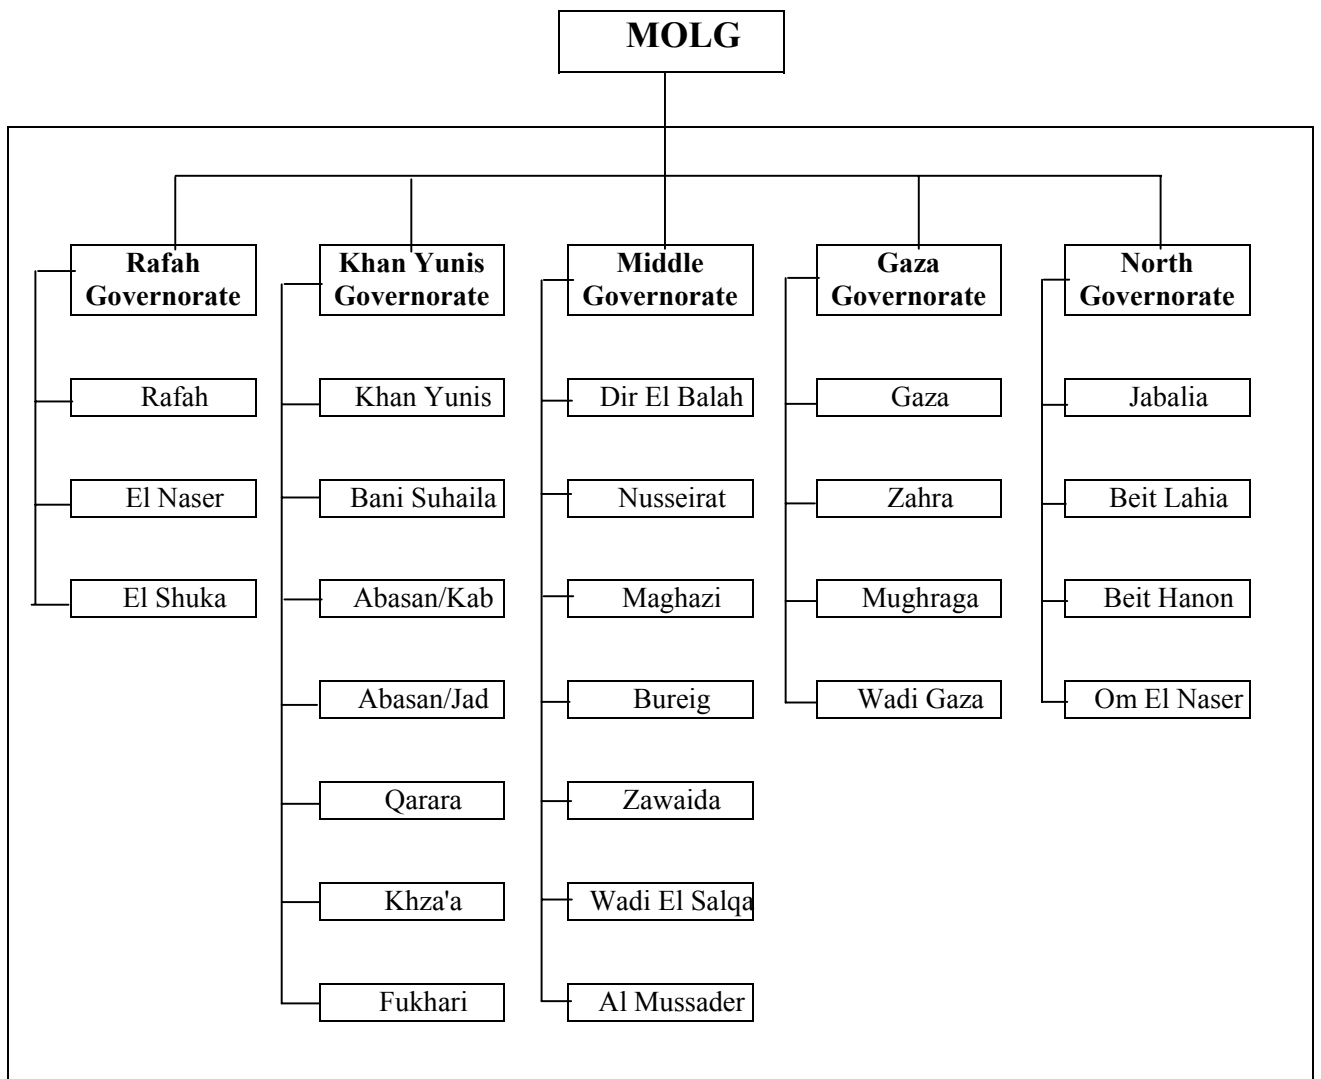 MOLG
Rafah
Governorate
Khan Yunis
Governorate
Middle
Governorate
Gaza
Governorate
North
Governorate
Rafah
Khan Yunis
Dir El Balah
Gaza
Jabalia
El Naser
Bani Suhaila
Nusseirat
Zahra
Beit Lahia
El Shuka
Abasan/Kab
Maghazi
Mughraga
Beit Hanon
Abasan/Jad
Bureig
Wadi Gaza
Om El Naser
Qarara
Zawaida
Khza'a
Wadi El Salqa
Fukhari
Al Mussader